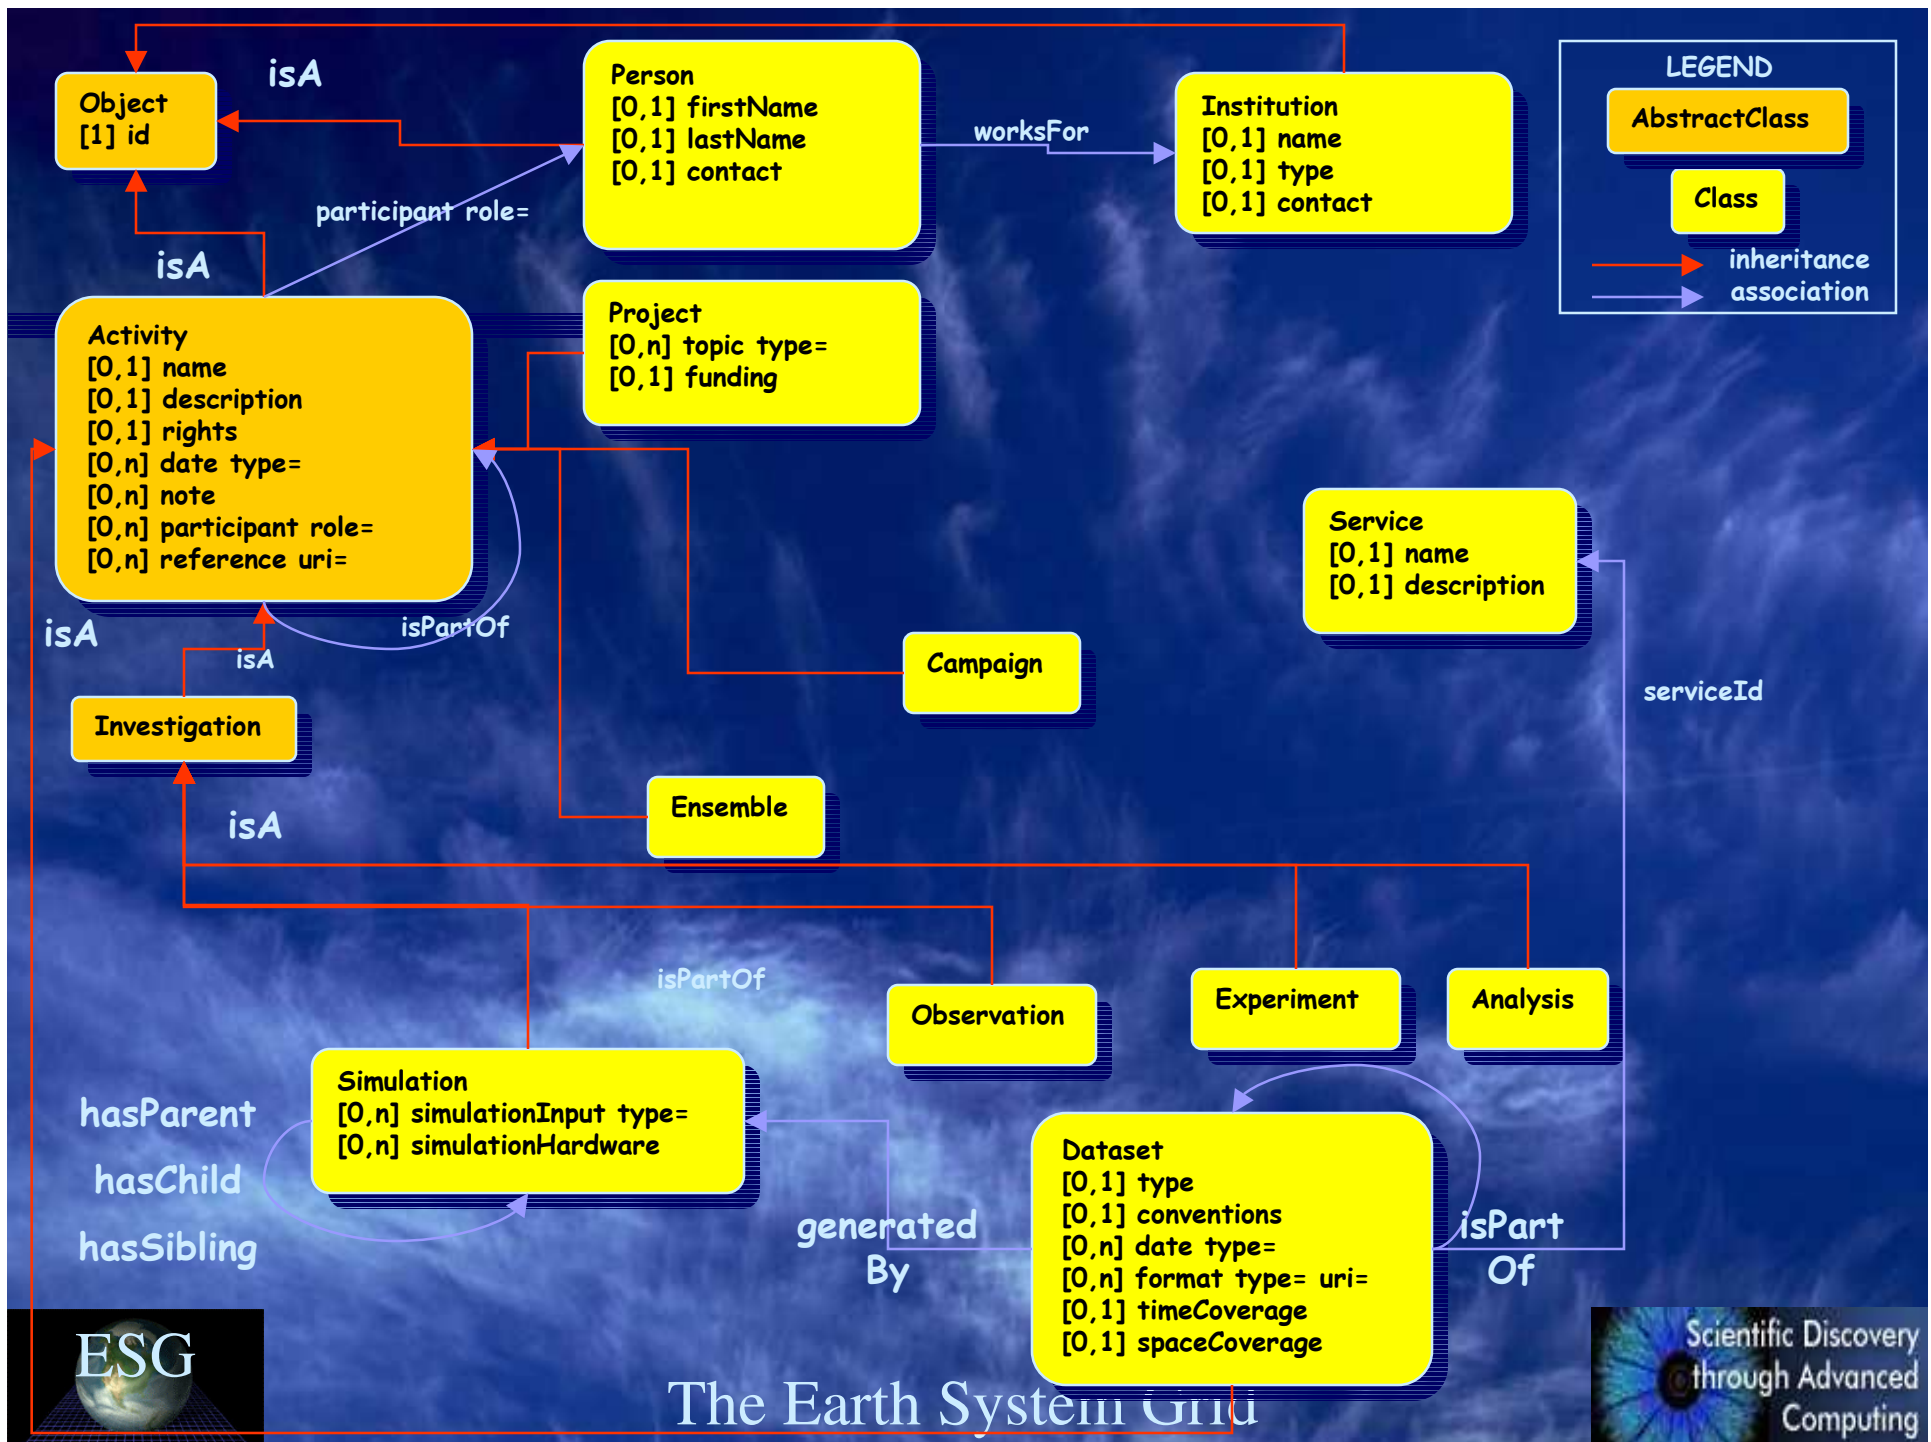 isA
Object
[1] id
Person
[0,1] firstName
[0,1] lastName
[0,1] contact
worksFor
Institution
[0,1] name
[0,1] type
[0,1] contact
LEGEND
AbstractClass
Class
inheritance
association
participant role=
isA
Activity
[0,1] name
[0,1] description
[0,1] rights
[0,n] date type=
[0,n] note
[0,n] participant role=
[0,n] reference uri=
Project
[0,n] topic type=
[0,1] funding
Service
[0,1] name
[0,1] description
isA
isPartOf
isA
Campaign
serviceId
Investigation
Ensemble
isA
isPartOf
Observation
Experiment
Analysis
Simulation
[0,n] simulationInput type=
[0,n] simulationHardware
hasParent
hasChild
hasSibling
generated
By
Dataset
[0,1] type
[0,1] conventions
[0,n] date type=
[0,n] format type= uri=
[0,1] timeCoverage
[0,1] spaceCoverage
isPart
Of
ESG
The Earth System Grid
Scientific Discovery
through Advanced
Computing